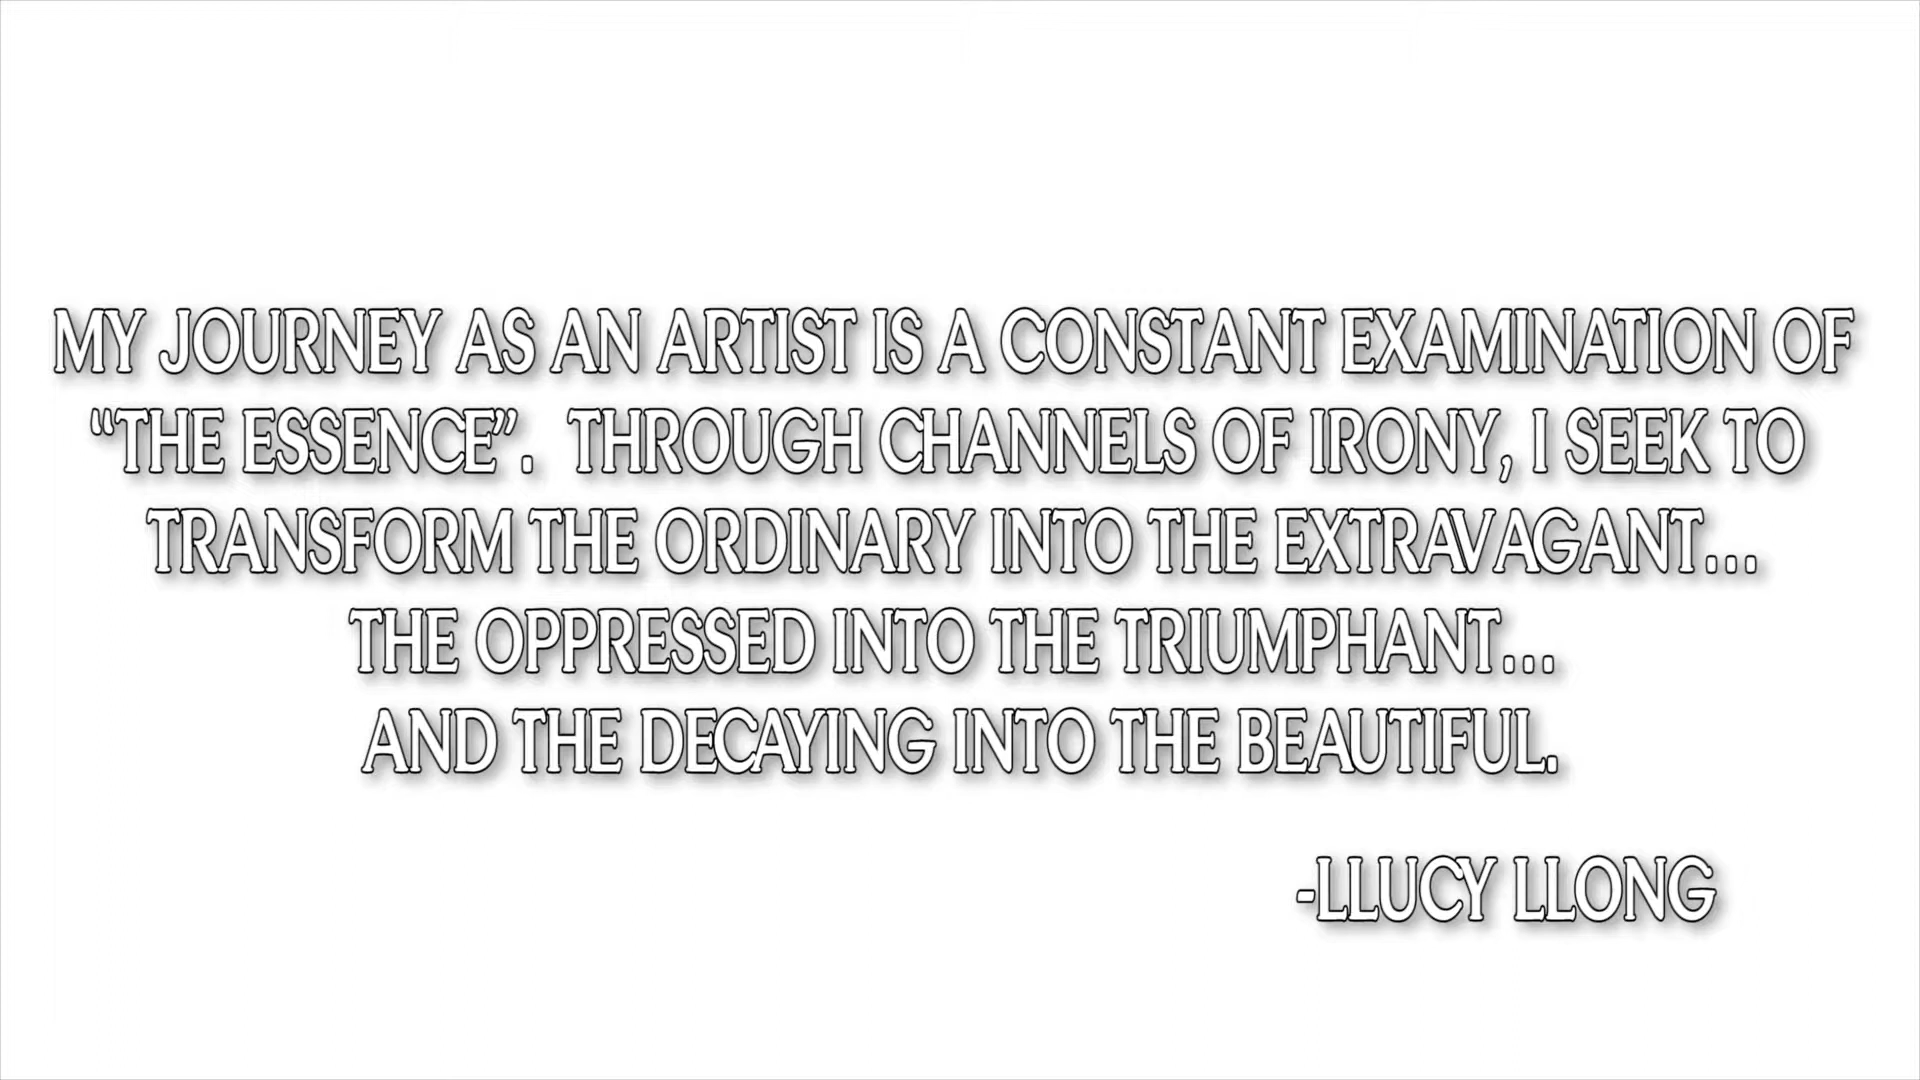 MY JOURNEY AS AN ARTIST IS A CONSTANT EXAMINATION OF
“THE ESSENCE”.  THROUGH CHANNELS OF IRONY, I SEEK TO
TRANSFORM THE ORDINARY INTO THE EXTRAVAGANT...
THE OPPRESSED INTO THE TRIUMPHANT...
AND THE DECAYING INTO THE BEAUTIFUL.
-LLUCY LLONG